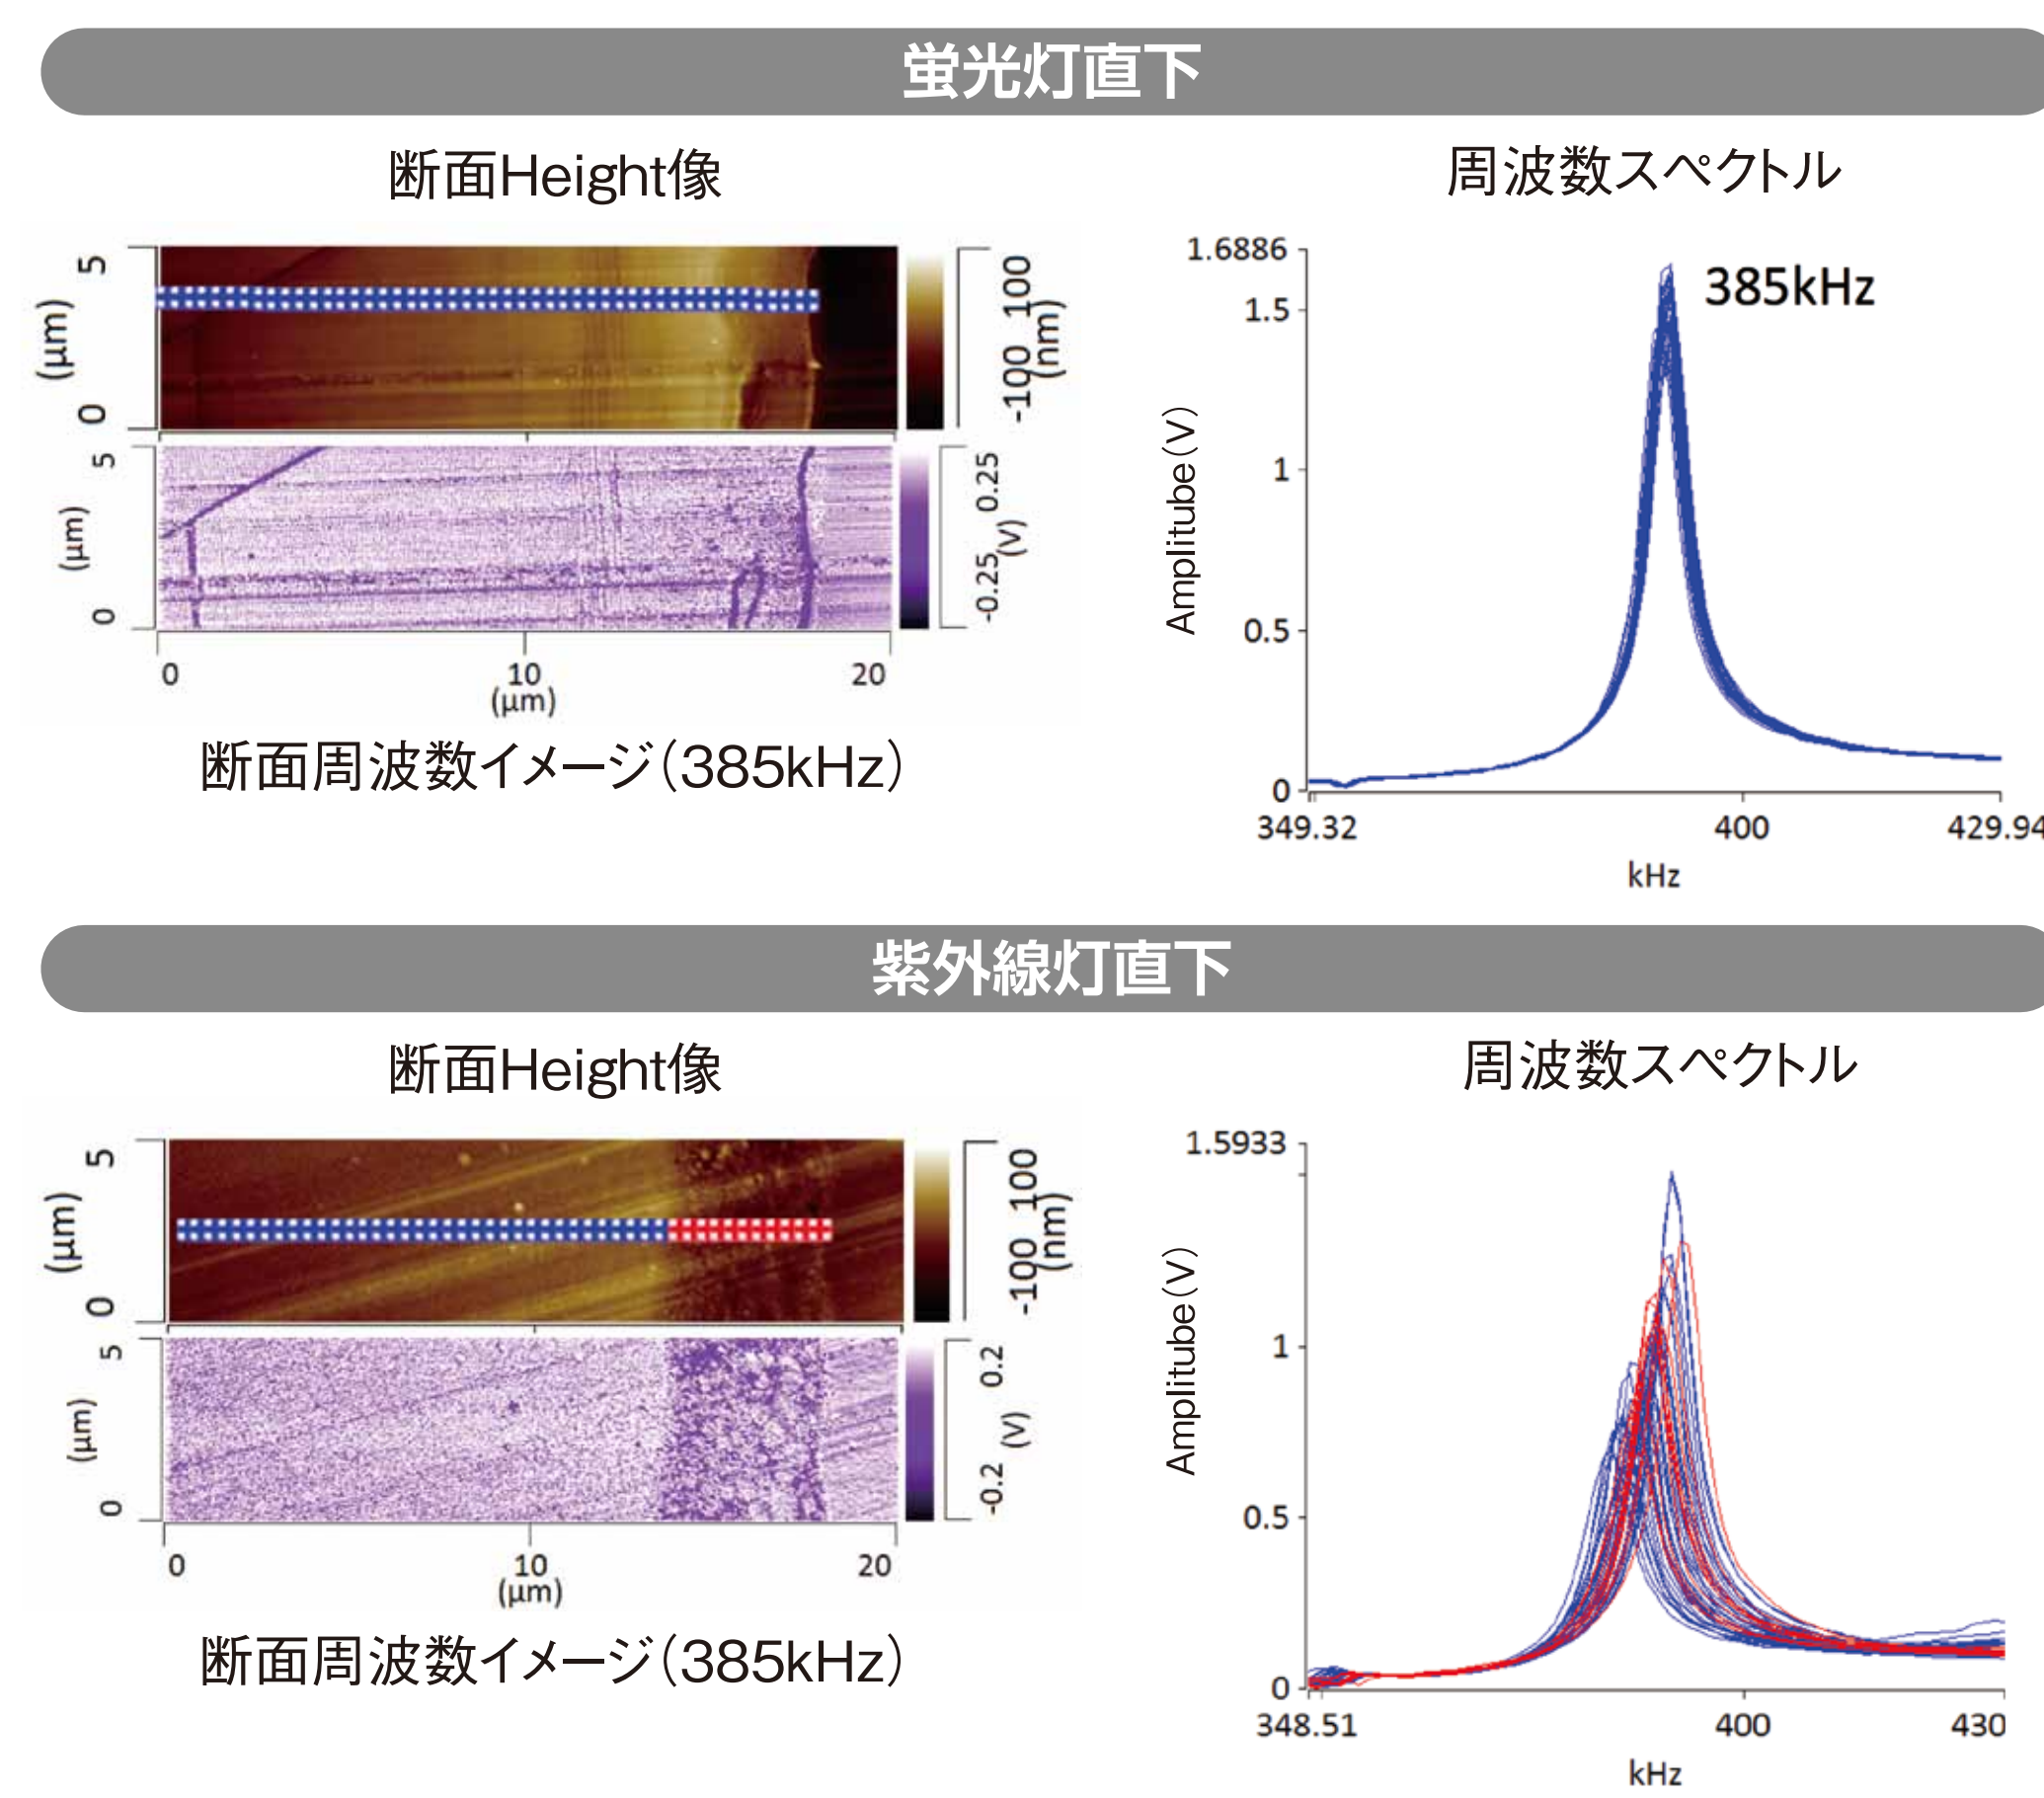 蛍光灯直下
断面Height像
5
0
(μm)
100
-100
(nm)
5
0
(μm)
0.25
-0.25
(V)
0
10
20
(μm)
断面周波数イメージ（385kHz）
周波数スペクトル
1.6886
385kHz
1.5
1
0.5
0
Amplitube（V）
349.32
400
429.94
kHz
紫外線灯直下
断面Height像
5
0
(μm)
100
-100
(nm)
5
0
(μm)
0.2
-0.2
(V)
0
10
20
(μm)
断面周波数イメージ（385kHz）
周波数スペクトル
1.5933
1
0.5
0
Amplitube（V）
348.51
400
430
kHz